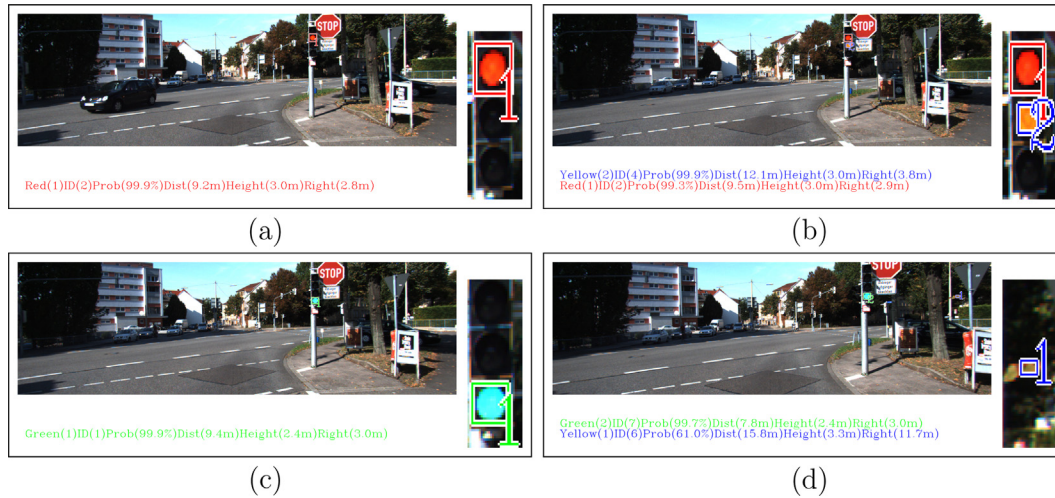 STOP
Red(1)ID(2)Prob(99.9%)Dist(9.2m)Height(3.0m)Right(2.8m)
1
(a)
STOP
Yellow(2)ID(4)Prob(99.9%)Dist(12.1m)Height(3.0m)Right(3.8m)
Red(1)ID(2)Prob(99.3%)Dist(9.5m)Height(3.0m)Right(2.9m)
1
2
(b)
STOP
Green(1)ID(1)Prob(99.9%)Dist(9.4m)Height(2.4m)Right(3.0m)
1
(c)
STOP
Green(2)ID(7)Prob(99.7%)Dist(7.8m)Height(2.4m)Right(3.0m)
Yellow(1)ID(6)Prob(61.0%)Dist(15.8m)Height(3.3m)Right(11.7m)
1
(d)